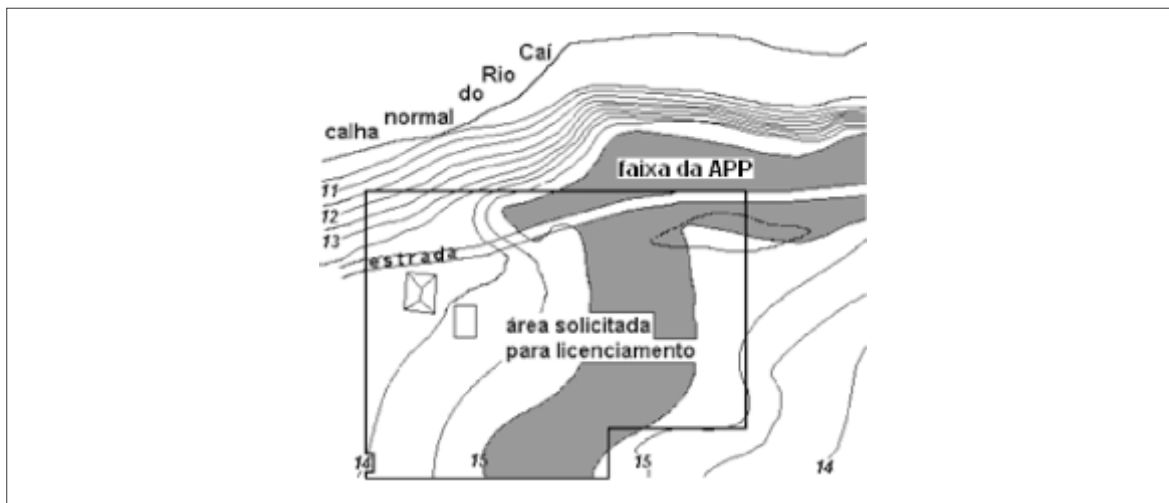 calha normal do Rio Caí
faixa da APP
11
12
13
estrada
área solicitada
para licenciamento
14
15
15
14